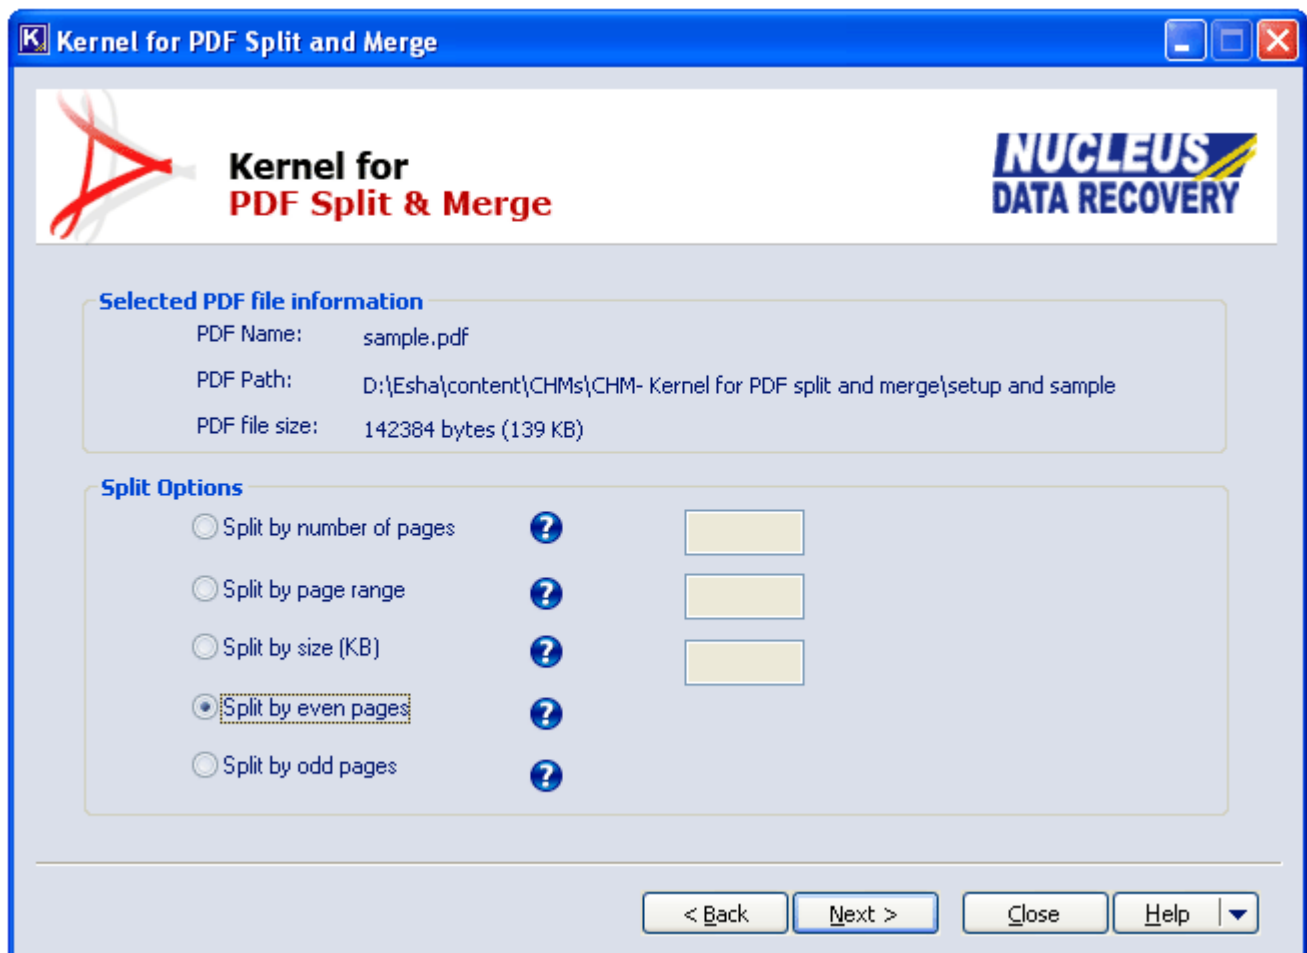 K Kernel for PDF Split and Merge
Kernel for
PDF Split & Merge
NUCLEUS
DATA RECOVERY
Selected PDF file information
PDF Name: sample.pdf
PDF Path: D:\Esha\content\CHMs\CHM- Kernel for PDF split and merge\setup and sample
PDF file size: 142384 bytes (139 KB)
Split Options
Split by number of pages ?
Split by page range ?
Split by size (KB) ?
Split by even pages ?
Split by odd pages ?
< Back Next > Close Help